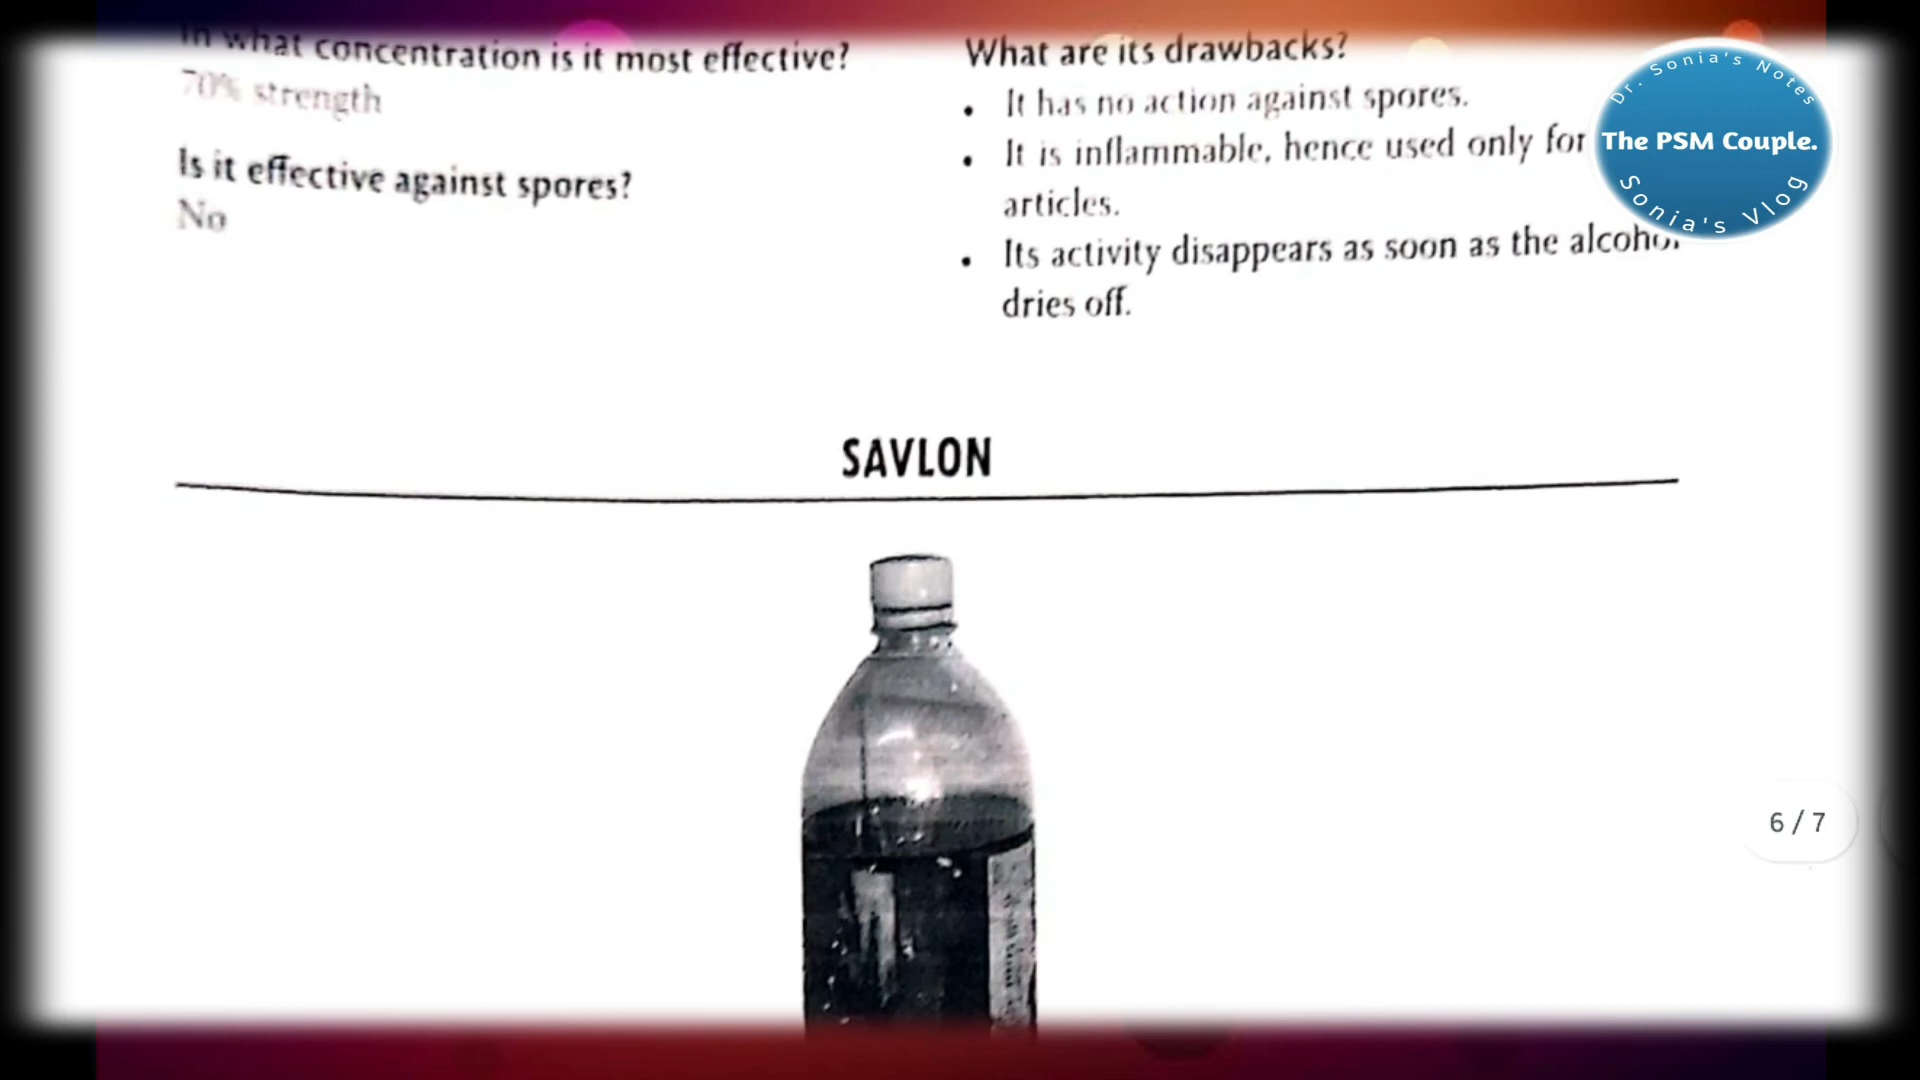 In what concentration is it most effective?
70% strength
Is it effective against spores?
No
What are its drawbacks?
• It has no action against spores.
• It is inflammable, hence used only for
articles.
• Its activity disappears as soon as the alcohol
dries off.
Dr. Sonia's Notes
The PSM Couple.
Sonia's Vlog
SAVLON
6 / 7